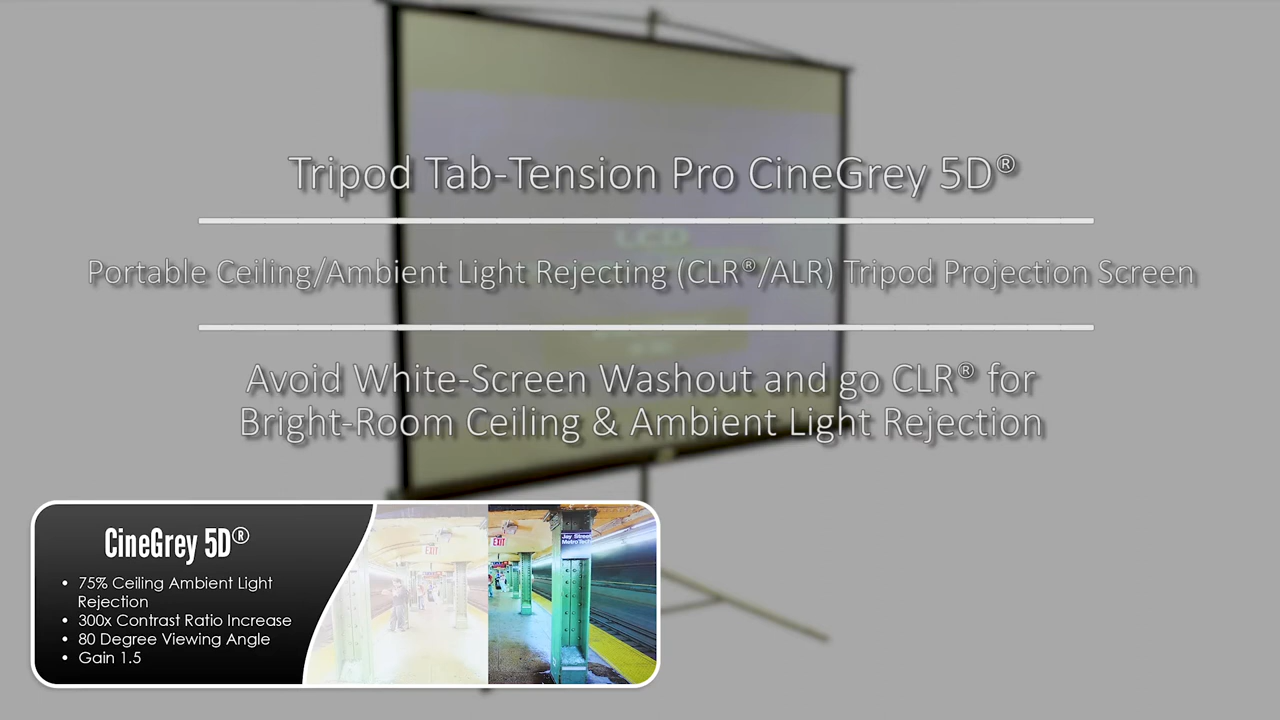 Tripod Tab-Tension Pro CineGrey 5D®
Portable Ceiling/Ambient Light Rejecting (CLR®/ALR) Tripod Projection Screen
Avoid White-Screen Washout and go CLR® for
Bright-Room Ceiling & Ambient Light Rejection
LCD
CineGrey 5D®
• 75% Ceiling Ambient Light
Rejection
• 300x Contrast Ratio Increase
• 80 Degree Viewing Angle
• Gain 1.5
EXIT
EXIT
Jay Street
MetroTech